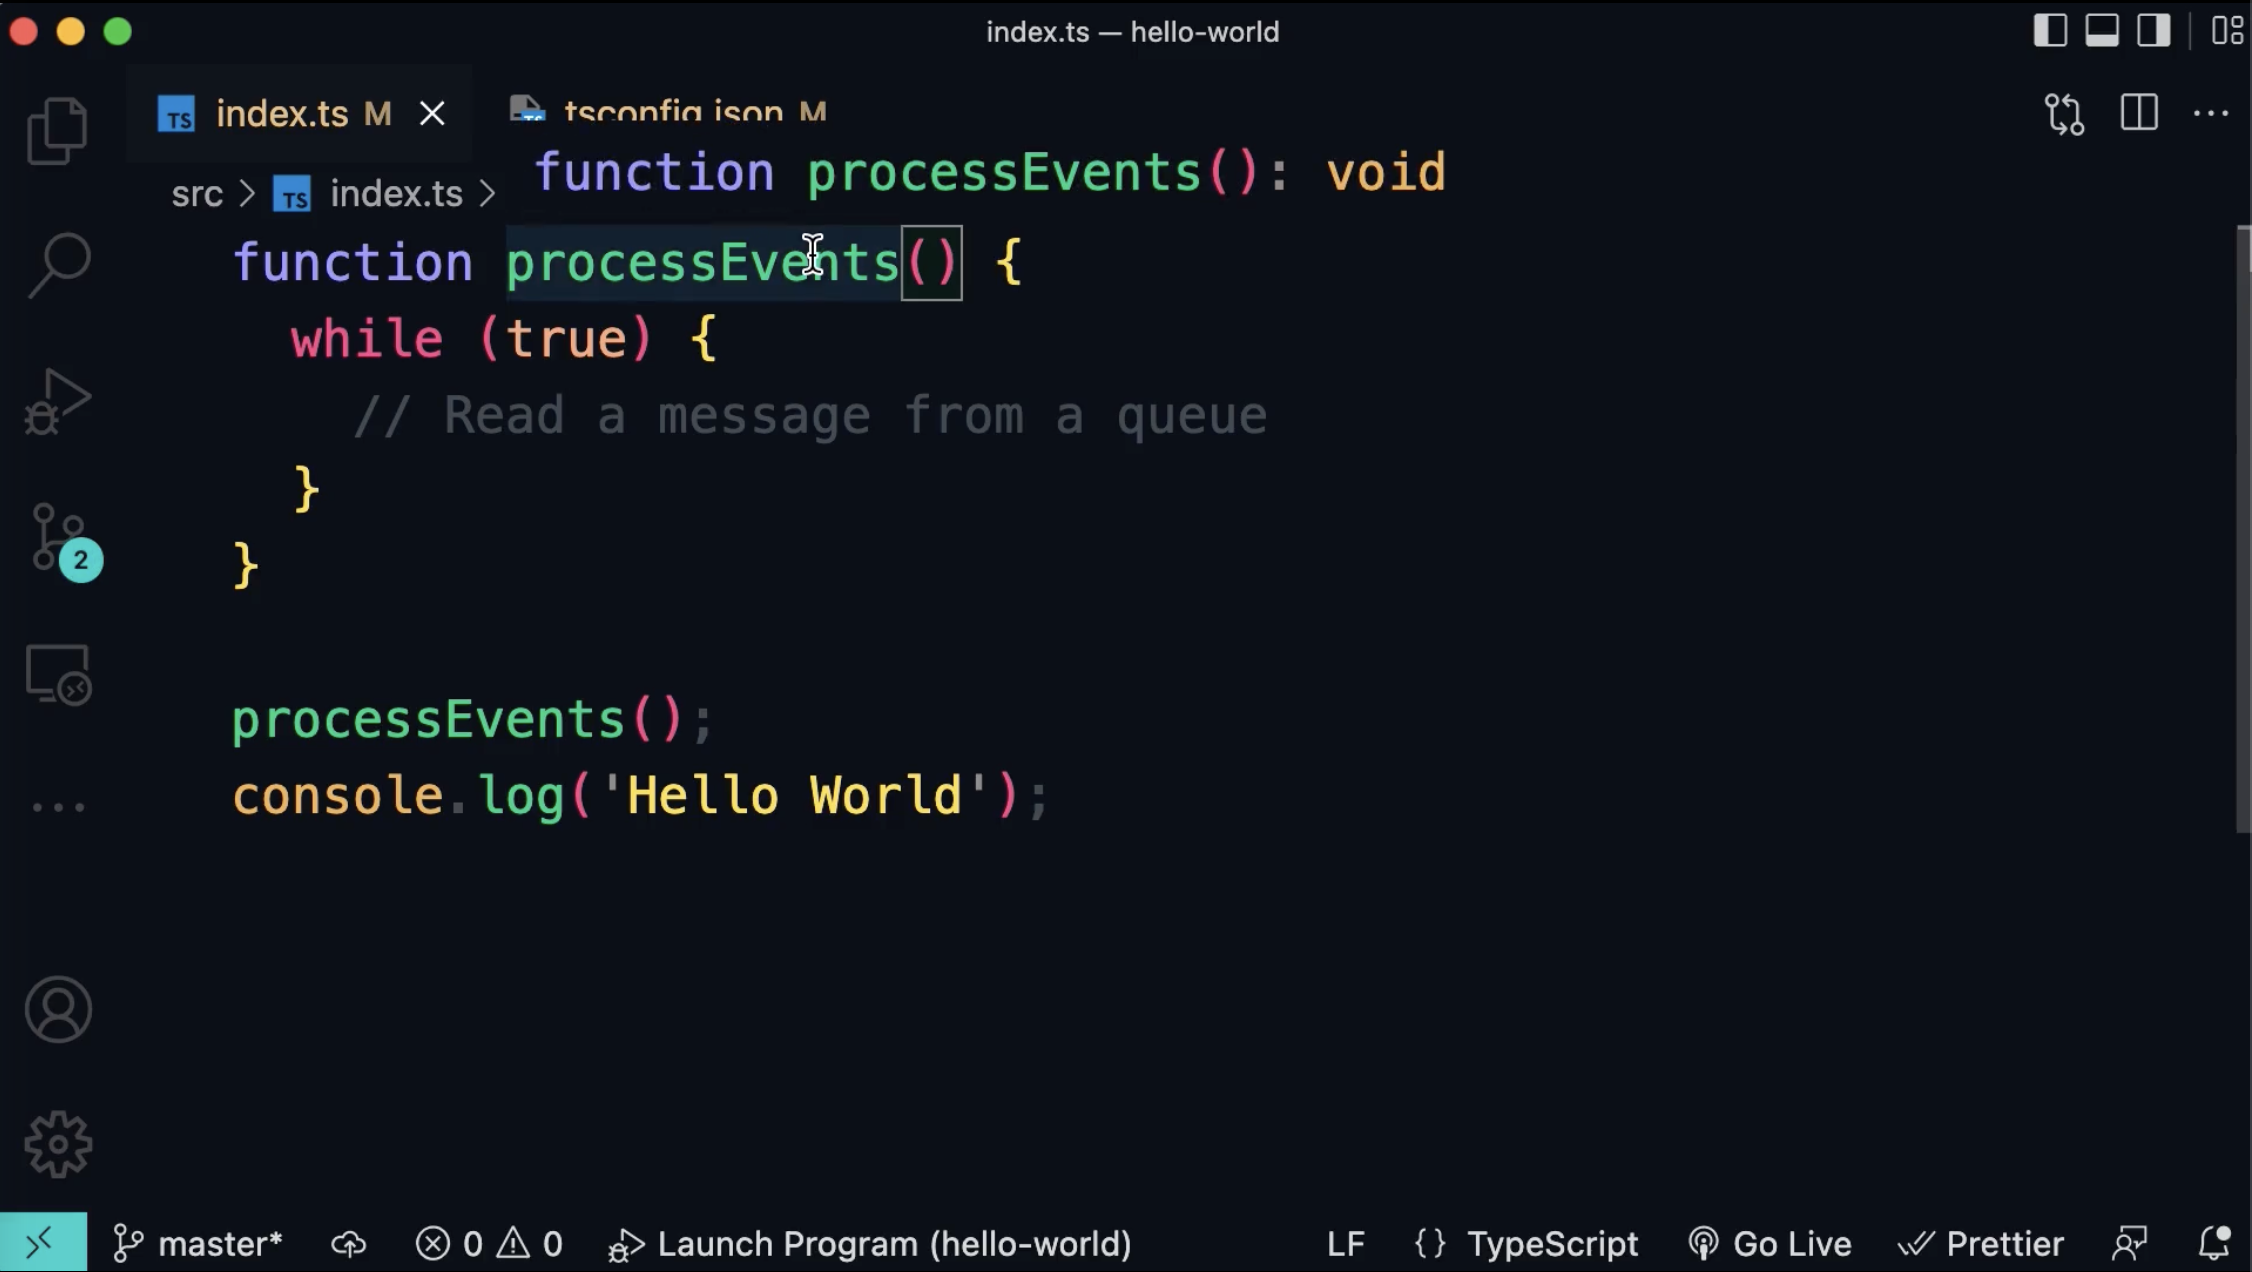 index.ts — hello-world
TS index.ts M tsconfig.json M
function processEvents(): void
src > TS index.ts >
function processEvents() {
while (true) {
// Read a message from a queue
}
}
2
processEvents();
console.log('Hello World');
master* 0 0 Launch Program (hello-world) LF {} TypeScript Go Live Prettier